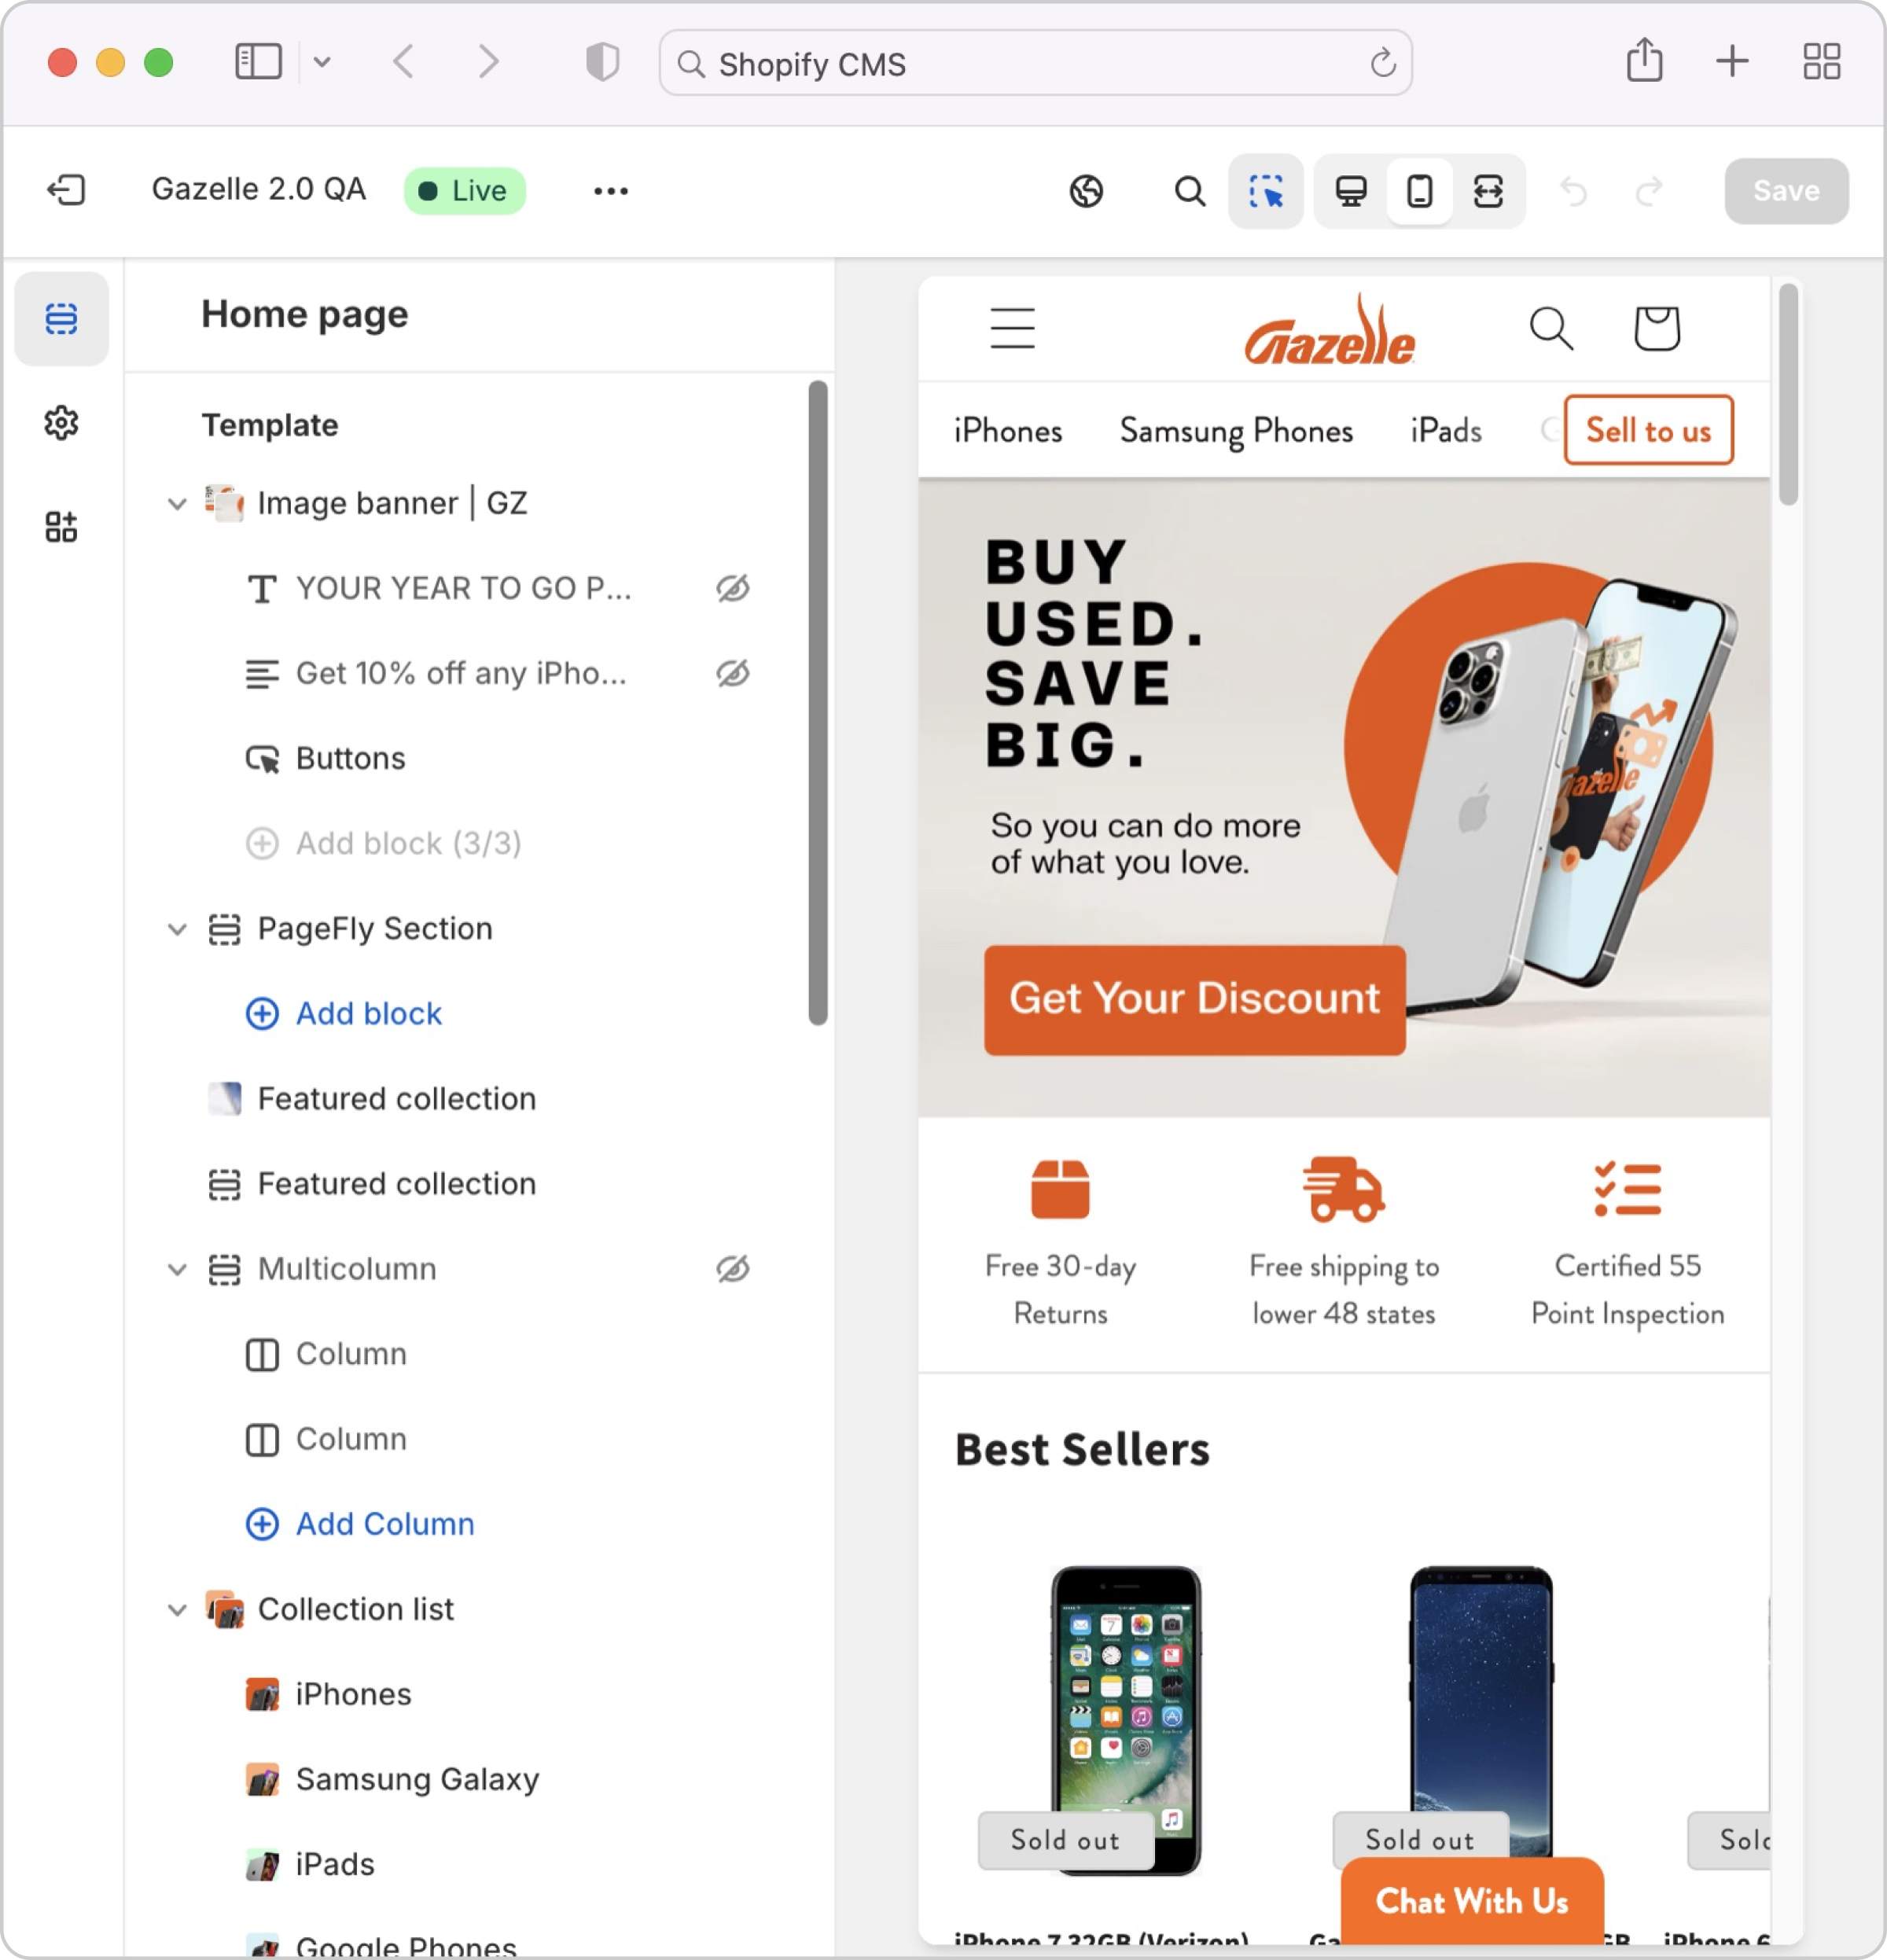 Shopify CMS
Gazelle 2.0 QA
Live
Save
Home page
Template
Image banner | GZ
YOUR YEAR TO GO P...
Get 10% off any iPho...
Buttons
Add block (3/3)
PageFly Section
Add block
Featured collection
Featured collection
Multicolumn
Column
Column
Add Column
Collection list
iPhones
Samsung Galaxy
iPads
Google Phones
Gazelle
iPhones
Samsung Phones
iPads
G
Sell to us
BUY
USED.
SAVE
BIG.
So you can do more
of what you love.
Gazelle
Get Your Discount
Free 30-day
Returns
Free shipping to
lower 48 states
Certified 55
Point Inspection
Best Sellers
Sold out
Sold out
Sold
Chat With Us
iPhone 7 32GB (Verizon)
Ga
GB
iPhone 6